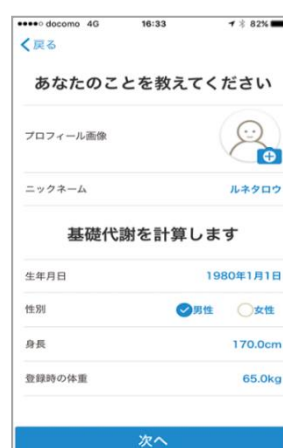 docomo 4G 16:33 82%
戻る
あなたのことを教えてください
プロフィール画像
ニックネーム ルネタロウ
基礎代謝を計算します
生年月日 1980年1月1日
性別 男性 女性
身長 170.0cm
登録時の体重 65.0kg
次へ